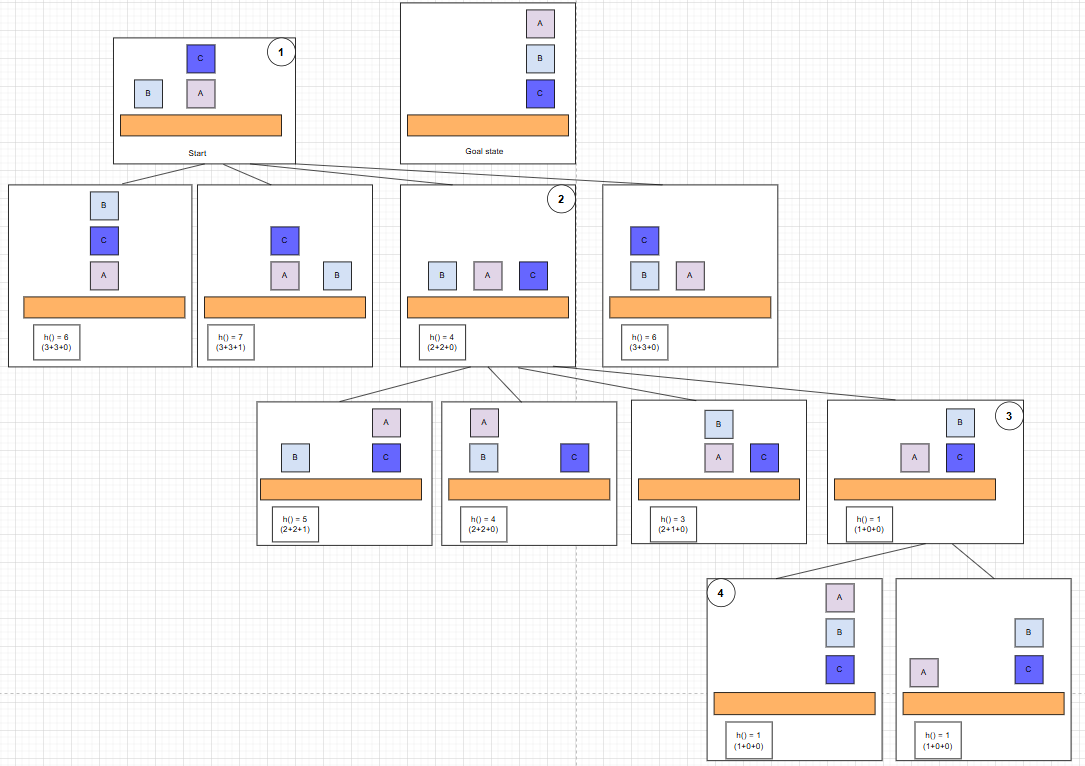 A
1
C
B
B
A
C
Start
Goal state
B
2
C
C
C
A
A
B
B
A
C
B
A
h() = 6
(3+3+0)
h() = 7
(3+3+1)
h() = 4
(2+2+0)
h() = 6
(3+3+0)
A
A
B
B
3
B
C
B
C
A
C
A
C
h() = 5
(2+2+1)
h() = 4
(2+2+0)
h() = 3
(2+1+0)
h() = 1
(1+0+0)
4
A
B
B
C
A
C
h() = 1
(1+0+0)
h() = 1
(1+0+0)